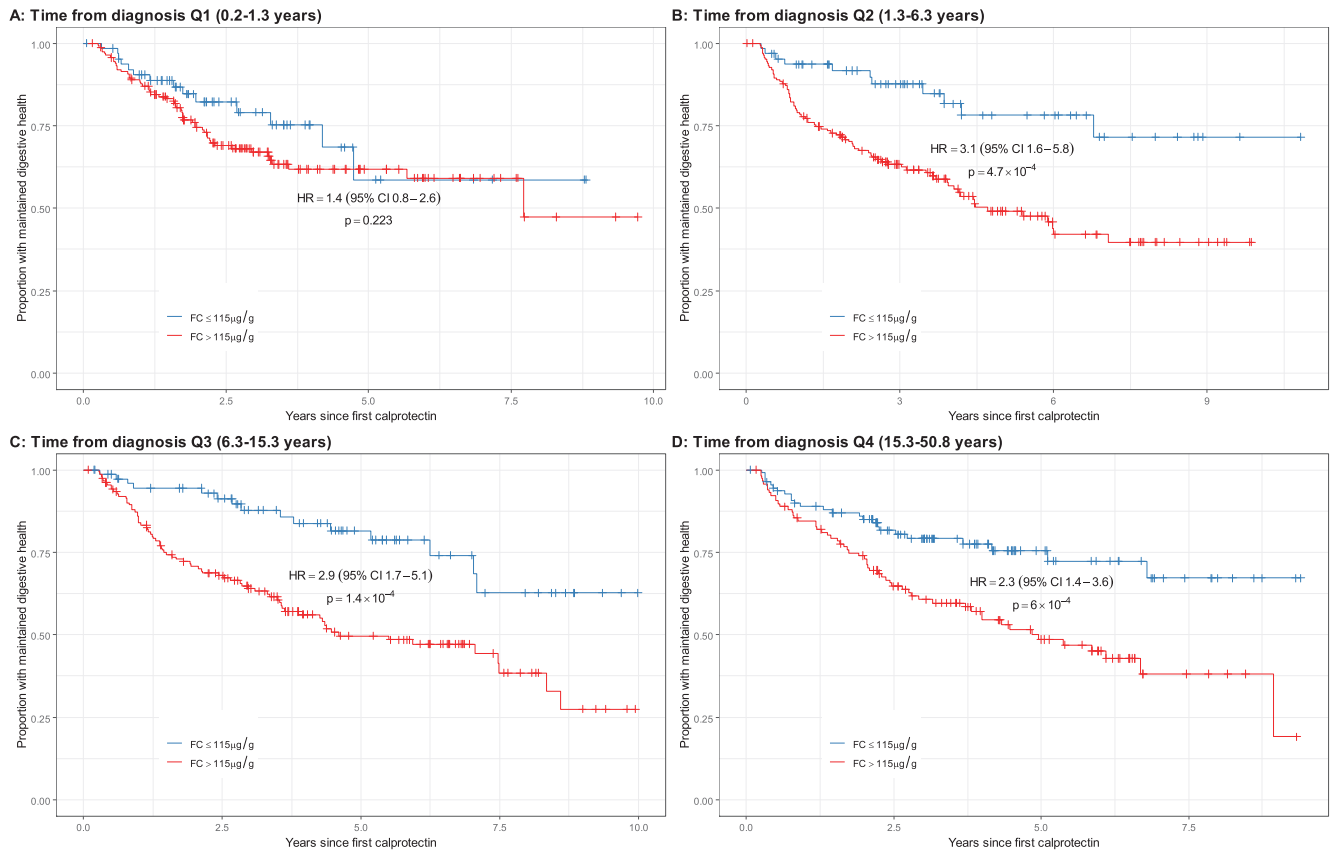 A: Time from diagnosis Q1 (0.2-1.3 years)
Proportion with maintained digestive health
1.00
0.75
0.50
0.25
0.00
HR = 1.4 (95% CI 0.8 – 2.6)
p = 0.223
FC ≤ 115μg/g
FC > 115μg/g
0.0 2.5 5.0 7.5 10.0
Years since first calprotectin
B: Time from diagnosis Q2 (1.3-6.3 years)
Proportion with maintained digestive health
1.00
0.75
0.50
0.25
0.00
HR = 3.1 (95% CI 1.6 – 5.8)
p = 4.7 × 10⁻⁴
FC ≤ 115μg/g
FC > 115μg/g
0 3 6 9
Years since first calprotectin
C: Time from diagnosis Q3 (6.3-15.3 years)
Proportion with maintained digestive health
1.00
0.75
0.50
0.25
0.00
HR = 2.9 (95% CI 1.7 – 5.1)
p = 1.4 × 10⁻⁴
FC ≤ 115μg/g
FC > 115μg/g
0.0 2.5 5.0 7.5 10.0
Years since first calprotectin
D: Time from diagnosis Q4 (15.3-50.8 years)
Proportion with maintained digestive health
1.00
0.75
0.50
0.25
0.00
HR = 2.3 (95% CI 1.4 – 3.6)
p = 6 × 10⁻⁴
FC ≤ 115μg/g
FC > 115μg/g
0.0 2.5 5.0 7.5
Years since first calprotectin